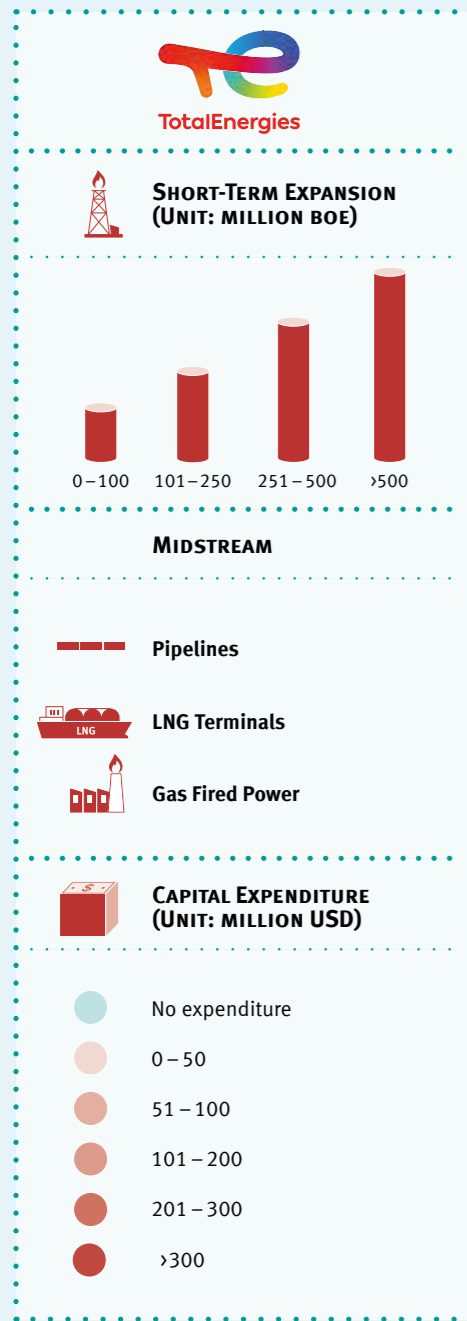 TotalEnergies
SHORT-TERM EXPANSION
(UNIT: MILLION BOE)
0–100 101–250 251–500 >500
MIDSTREAM
Pipelines
LNG
LNG Terminals
Gas Fired Power
$
CAPITAL EXPENDITURE
(UNIT: MILLION USD)
No expenditure
0–50
51–100
101–200
201–300
>300